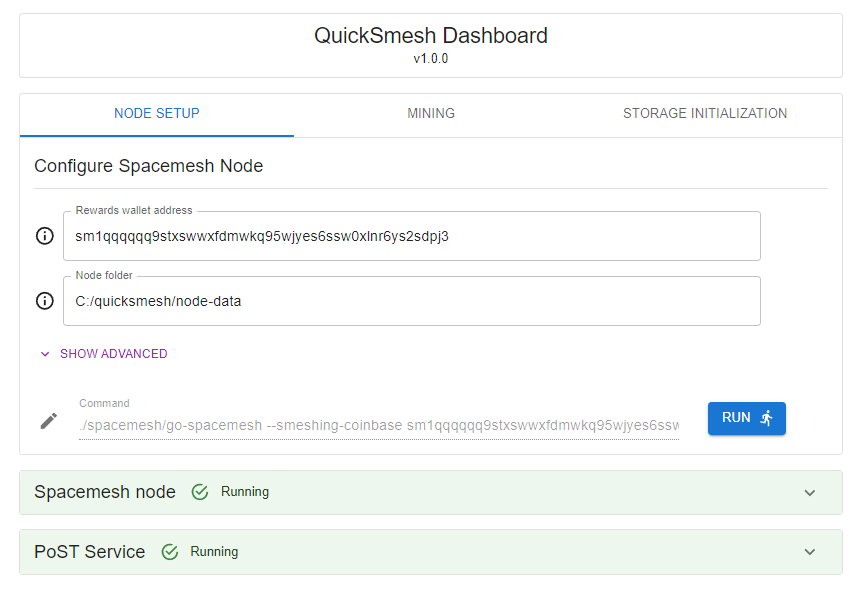 QuickSmesh Dashboard
v1.0.0
NODE SETUP
MINING
STORAGE INITIALIZATION
Configure Spacemesh Node
Rewards wallet address
sm1qqqqqq9stxswwxfdmwkq95wjyes6ssw0xlnr6ys2sdpj3
Node folder
C:/quicksmesh/node-data
SHOW ADVANCED
Command
./spacemesh/go-spacemesh --smeshing-coinbase sm1qqqqqq9stxswwxfdmwkq95wjyes6ssw
RUN
Spacemesh node
Running
PoST Service
Running